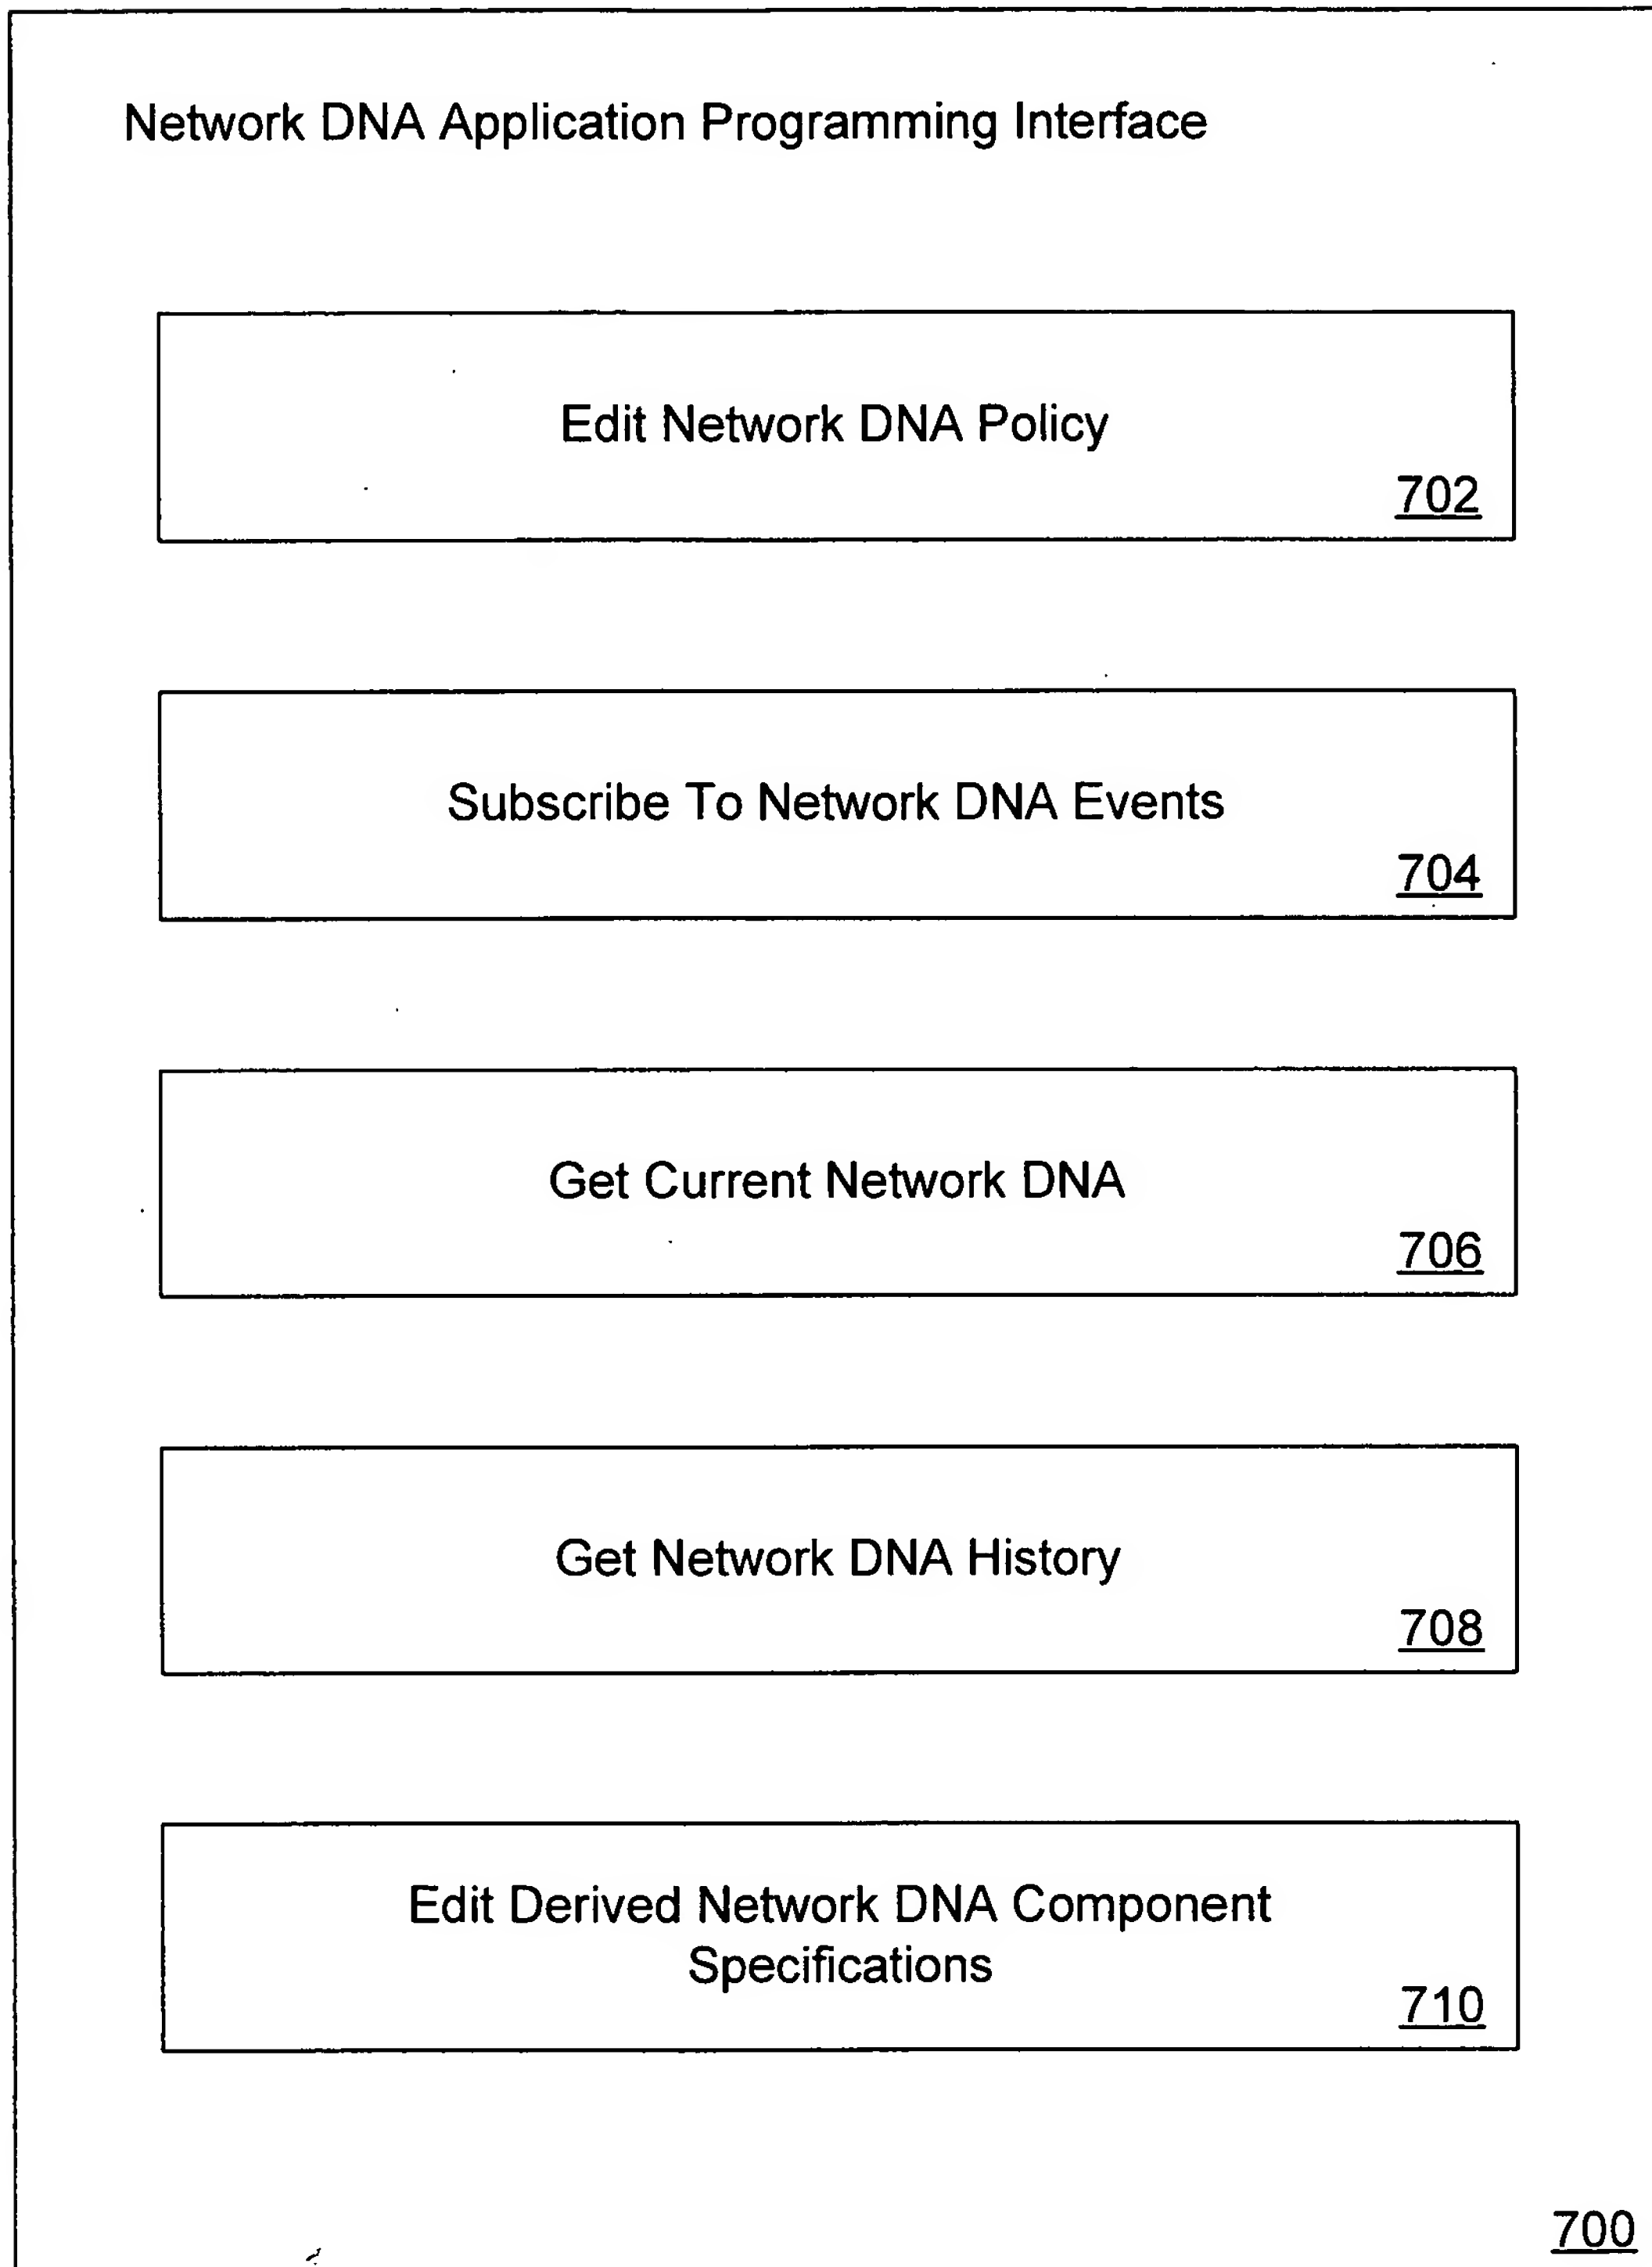 Network DNA Application Programming Interface
Edit Network DNA Policy
702
Subscribe To Network DNA Events
704
Get Current Network DNA
706
Get Network DNA History
708
Edit Derived Network DNA Component
Specifications
710
700